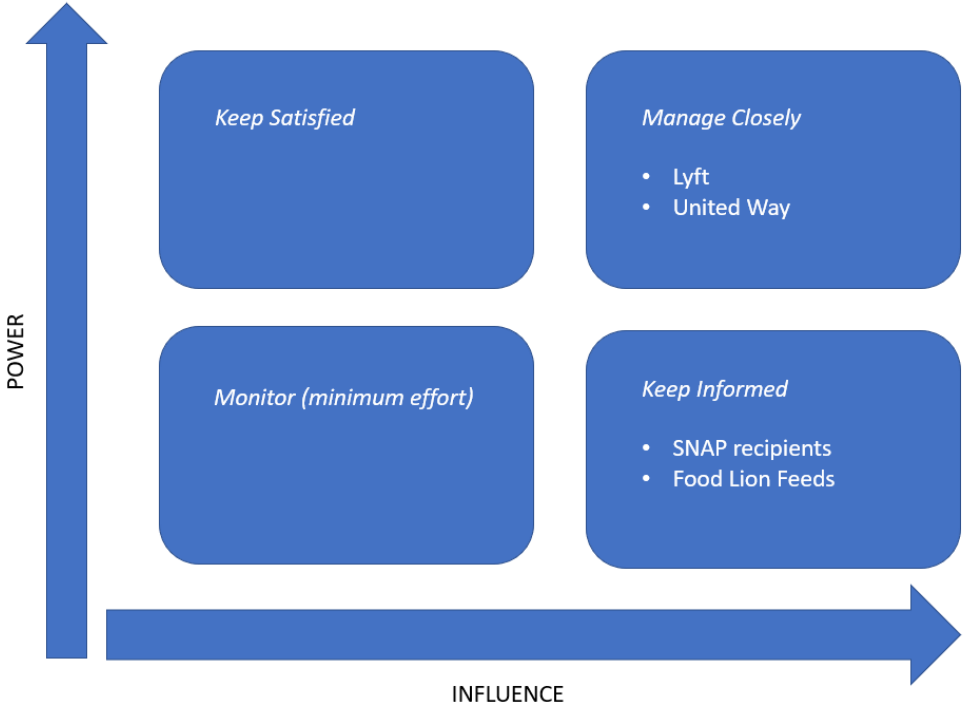 Keep Satisfied
Manage Closely
• Lyft
• United Way
POWER
Monitor (minimum effort)
Keep Informed
• SNAP recipients
• Food Lion Feeds
INFLUENCE